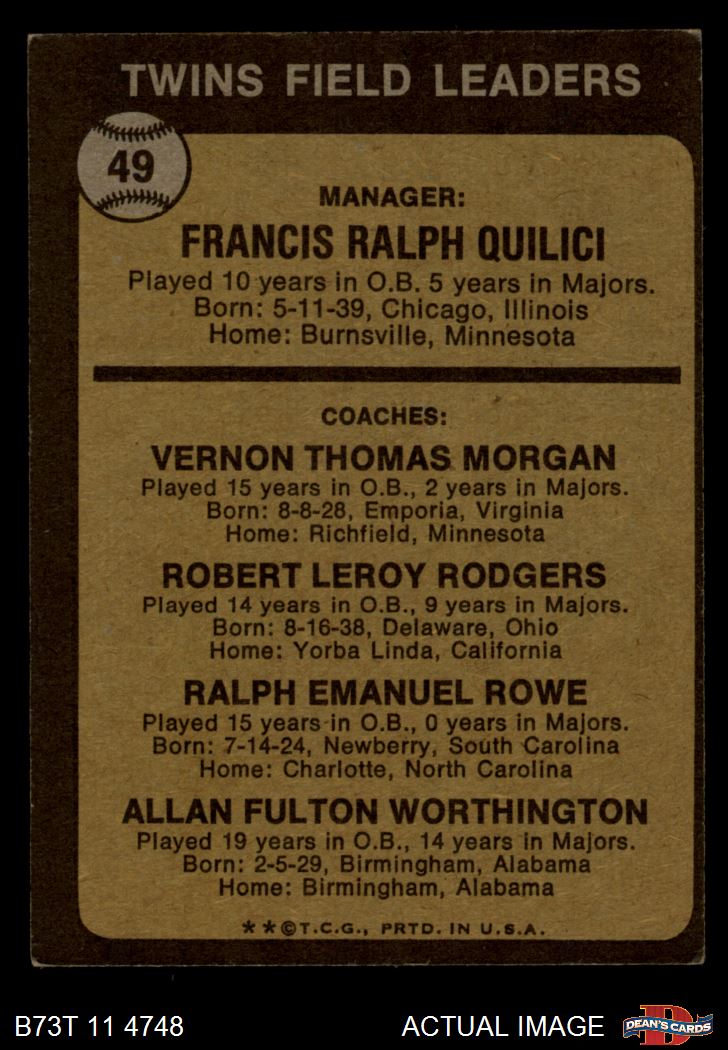 TWINS FIELD LEADERS
49
MANAGER:
FRANCIS RALPH QUILICI
Played 10 years in O.B. 5 years in Majors.
Born: 5-11-39, Chicago, Illinois
Home: Burnsville, Minnesota
COACHES:
VERNON THOMAS MORGAN
Played 15 years in O.B., 2 years in Majors.
Born: 8-8-28, Emporia, Virginia
Home: Richfield, Minnesota
ROBERT LEROY RODGERS
Played 14 years in O.B., 9 years in Majors.
Born: 8-16-38, Delaware, Ohio
Home: Yorba Linda, California
RALPH EMANUEL ROWE
Played 15 years in O.B., 0 years in Majors.
Born: 7-14-24, Newberry, South Carolina
Home: Charlotte, North Carolina
ALLAN FULTON WORTHINGTON
Played 19 years in O.B., 14 years in Majors.
Born: 2-5-29, Birmingham, Alabama
Home: Birmingham, Alabama
**©T.C.G., PRTD. IN U.S.A.
B73T 11 4748 ACTUAL IMAGE D DEAN'S CARDS